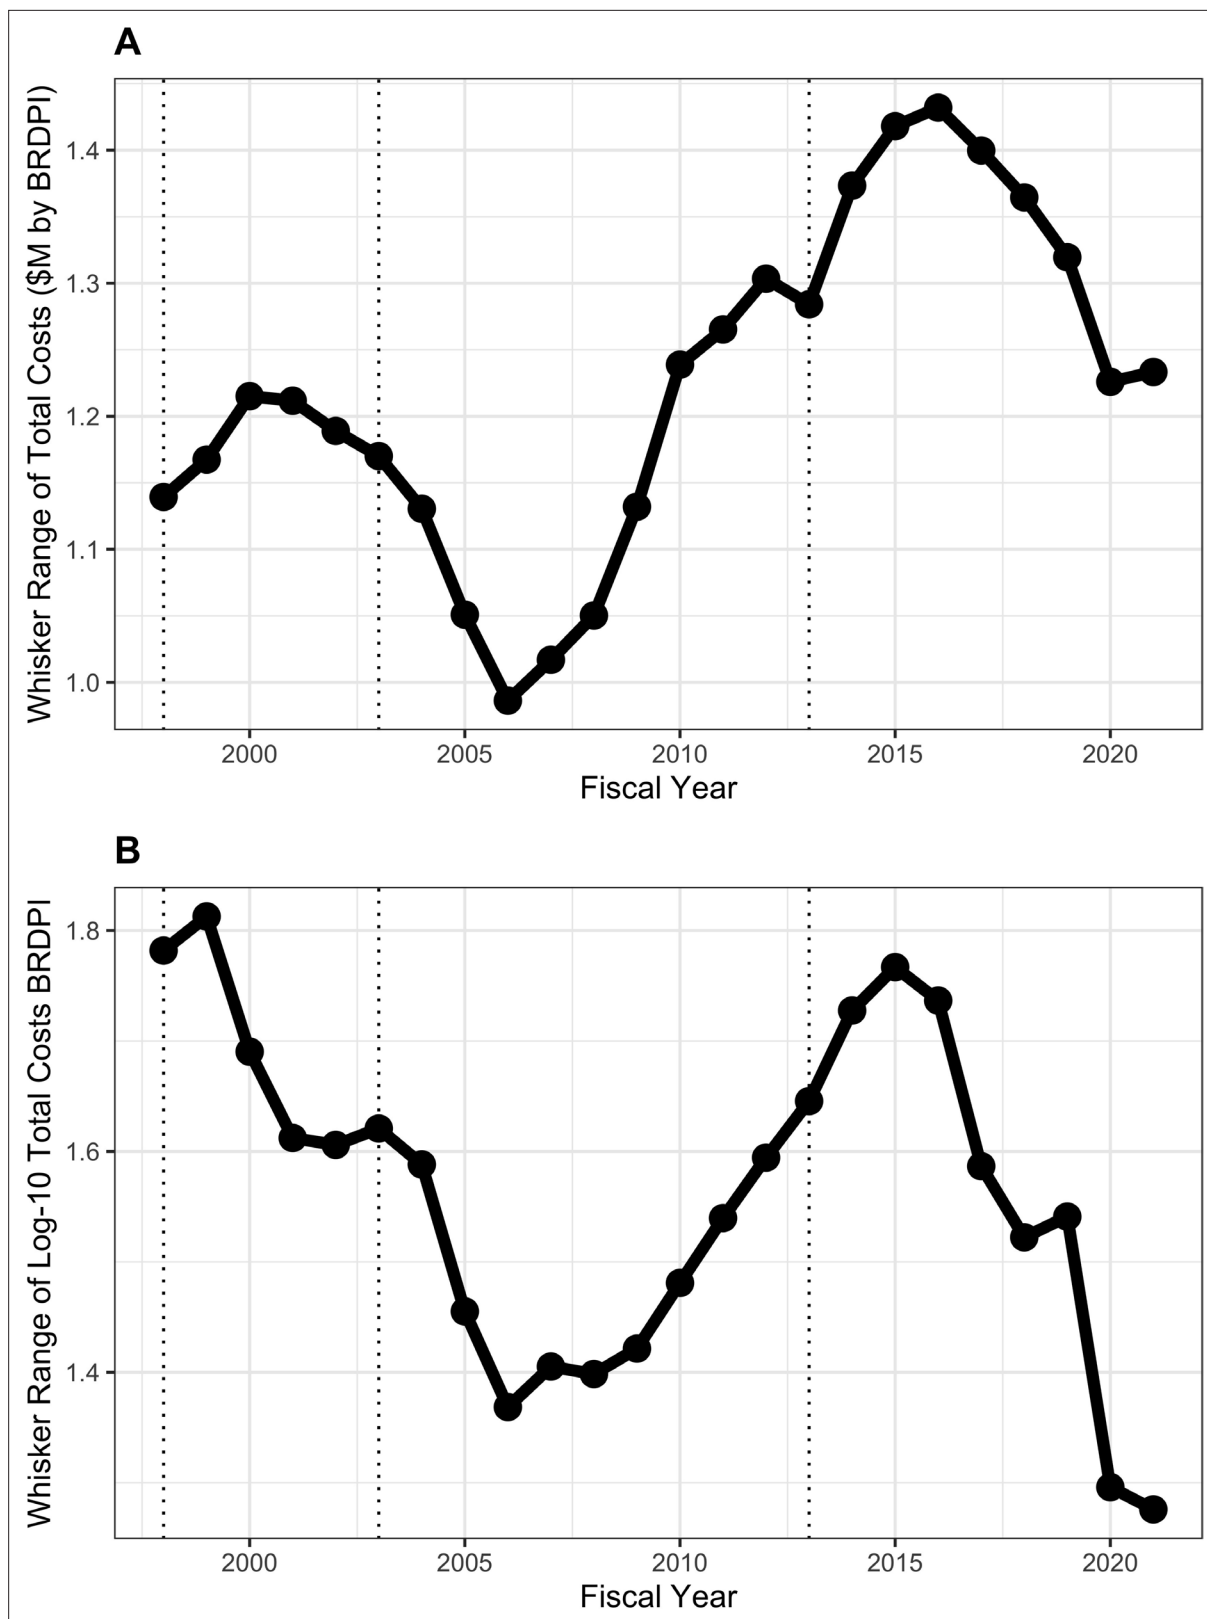 A
Whisker Range of Total Costs ($M by BRDPI)
1.4
1.3
1.2
1.1
1.0
2000 2005 2010 2015 2020
Fiscal Year
B
Whisker Range of Log-10 Total Costs BRDPI
1.8
1.6
1.4
2000 2005 2010 2015 2020
Fiscal Year